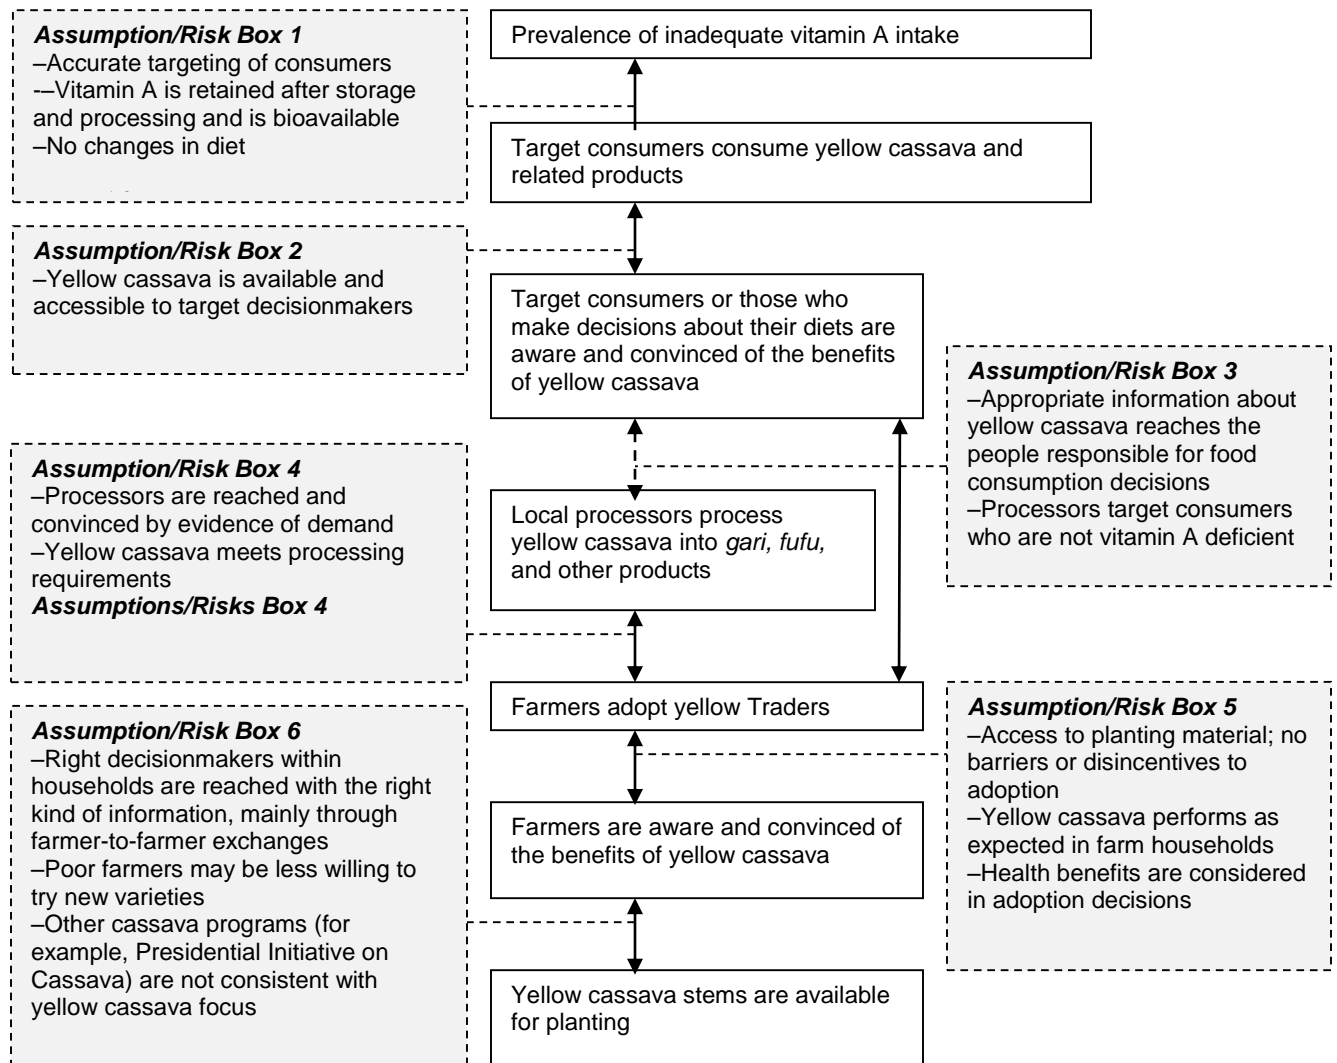 Assumption/Risk Box 1
–Accurate targeting of consumers
-–Vitamin A is retained after storage
and processing and is bioavailable
–No changes in diet
Prevalence of inadequate vitamin A intake
Target consumers consume yellow cassava and
related products
Assumption/Risk Box 2
–Yellow cassava is available and
accessible to target decisionmakers
Target consumers or those who
make decisions about their diets are
aware and convinced of the benefits
of yellow cassava
Assumption/Risk Box 3
–Appropriate information about
yellow cassava reaches the
people responsible for food
consumption decisions
–Processors target consumers
who are not vitamin A deficient
Assumption/Risk Box 4
–Processors are reached and
convinced by evidence of demand
–Yellow cassava meets processing
requirements
Assumptions/Risks Box 4
Local processors process
yellow cassava into gari, fufu,
and other products
Farmers adopt yellow Traders
Assumption/Risk Box 5
–Access to planting material; no
barriers or disincentives to
adoption
–Yellow cassava performs as
expected in farm households
–Health benefits are considered
in adoption decisions
Assumption/Risk Box 6
–Right decisionmakers within
households are reached with the right
kind of information, mainly through
farmer-to-farmer exchanges
–Poor farmers may be less willing to
try new varieties
–Other cassava programs (for
example, Presidential Initiative on
Cassava) are not consistent with
yellow cassava focus
Farmers are aware and convinced of
the benefits of yellow cassava
Yellow cassava stems are available
for planting